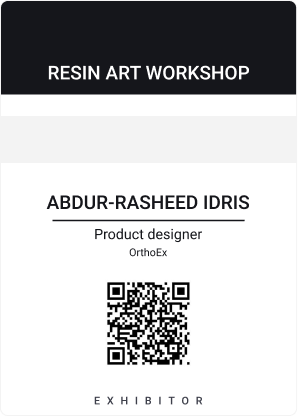 RESIN ART WORKSHOP
ABDUR-RASHEED IDRIS
Product designer
OrthoEx
EXHIBITOR